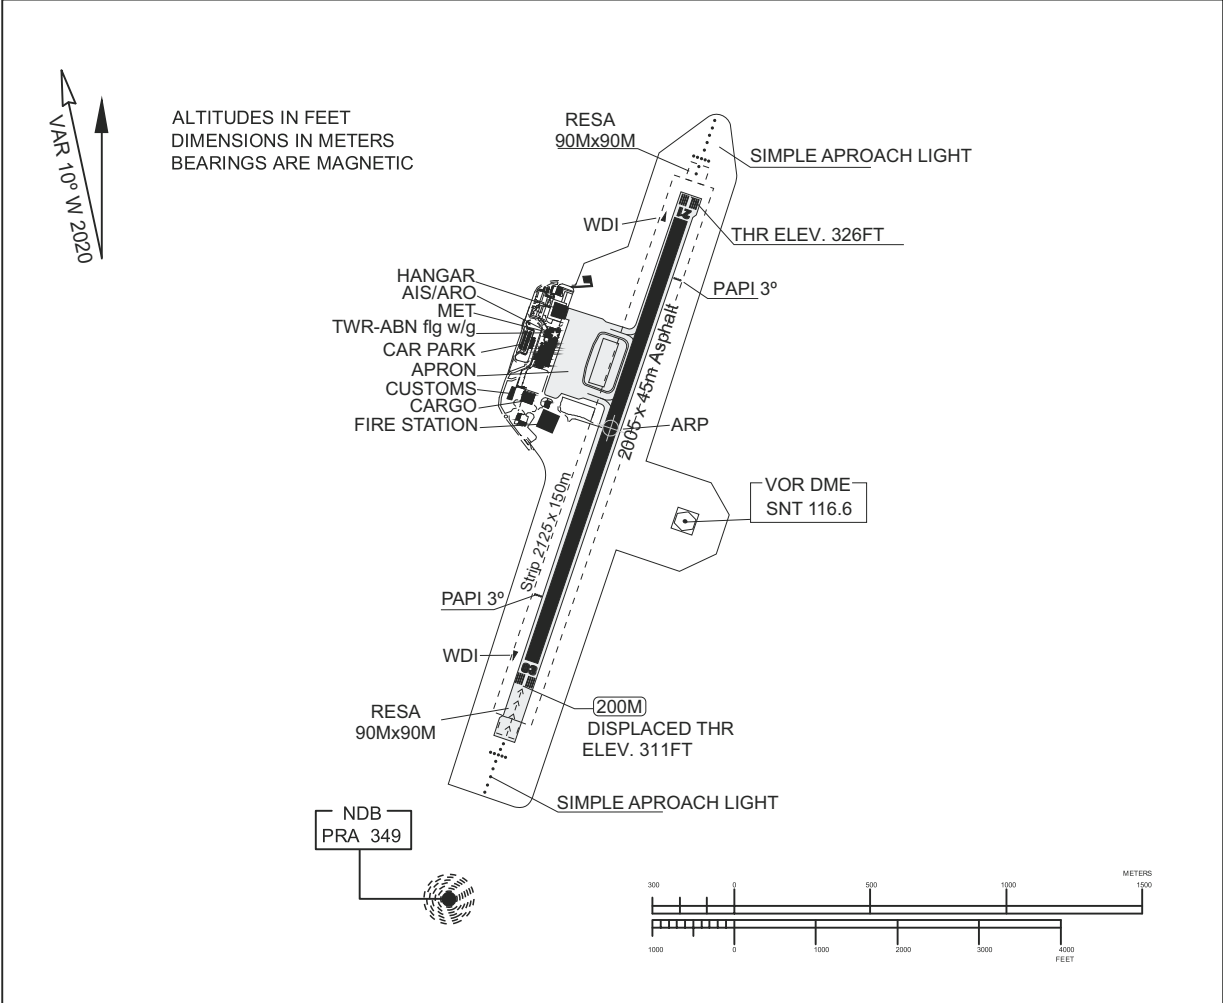 ALTITUDES IN FEET
DIMENSIONS IN METERS
BEARINGS ARE MAGNETIC
VAR 10º W 2020
RESA
90Mx90M
SIMPLE APROACH LIGHT
WDI
21
THR ELEV. 326FT
PAPI 3º
HANGAR
AIS/ARO
MET
TWR-ABN flg w/g
CAR PARK
APRON
CUSTOMS
CARGO
FIRE STATION
2005 x 45m Asphalt
ARP
VOR DME
SNT 116.6
Strip 2125 x 150m
PAPI 3º
WDI
RESA
90Mx90M
200M
DISPLACED THR
ELEV. 311FT
SIMPLE APROACH LIGHT
NDB
PRA 349
METERS
300 0 500 1000 1500
1000 0 1000 2000 3000 4000
FEET